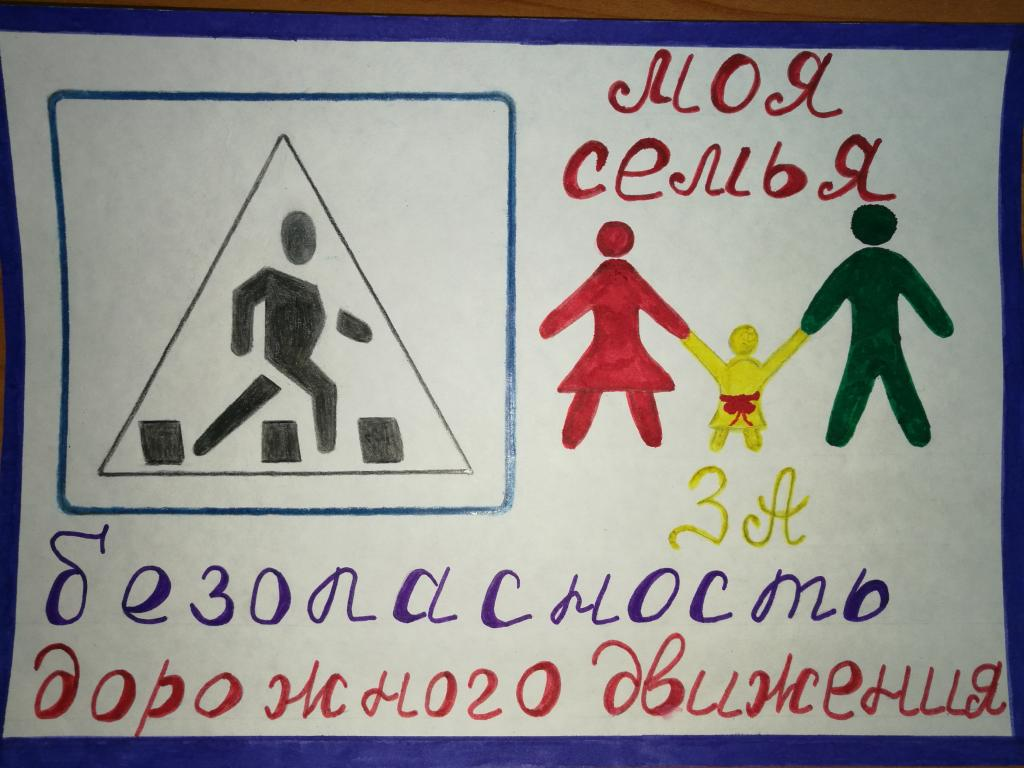 моя
семья
за
безопасность
дорожного движения